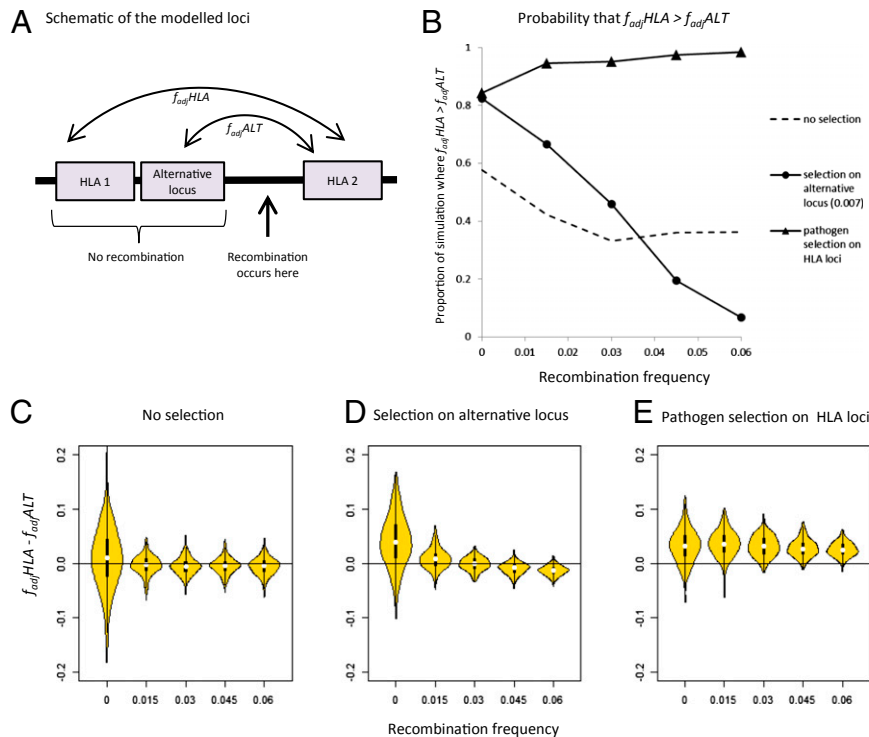 A Schematic of the modelled loci
fadjHLA
fadjALT
HLA 1
Alternative
locus
HLA 2
No recombination
Recombination
occurs here
B Probability that fadjHLA > fadjALT
Proportion of simulation where fadjHLA > fadjALT
1
0.8
0.6
0.4
0.2
0
0 0.01 0.02 0.03 0.04 0.05 0.06
Recombination frequency
no selection
selection on
alternative
locus (0.007)
pathogen
selection on
HLA loci
C No selection
fadjHLA - fadjALT
0.2
0.1
0.0
-0.1
-0.2
0 0.015 0.03 0.045 0.06
D Selection on alternative locus
0.2
0.1
0.0
-0.1
-0.2
0 0.015 0.03 0.045 0.06
Recombination frequency
E Pathogen selection on HLA loci
0.2
0.1
0.0
-0.1
-0.2
0 0.015 0.03 0.045 0.06